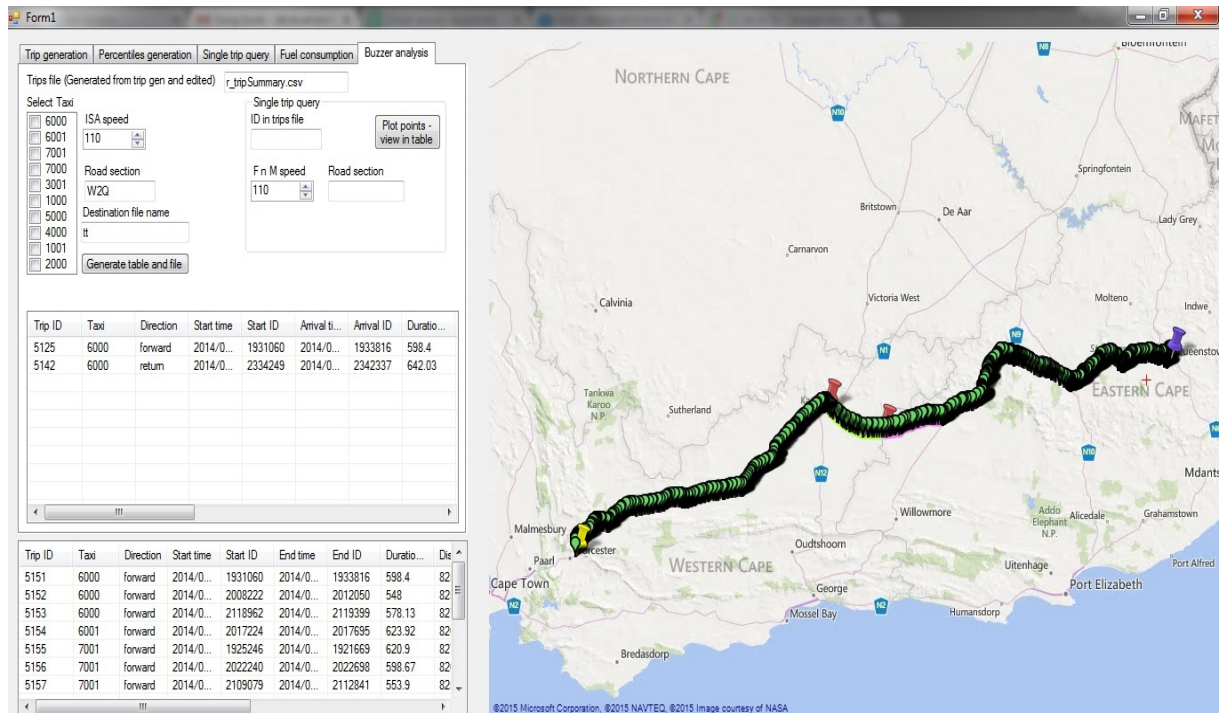 Form1
Trip generation Percentiles generation Single trip query Fuel consumption Buzzer analysis
Trips file (Generated from trip gen and edited) r_tripSummary.csv
Select Taxi
6000
6001
7001
7000
3001
1000
5000
4000
1001
2000
ISA speed
110
Road section
W2Q
Destination file name
tt
Generate table and file
Single trip query
ID in trips file
Plot points -
view in table
F n M speed Road section
110
Trip ID Taxi Direction Start time Start ID Arrival ti... Arrival ID Duratio...
5125 6000 forward 2014/0... 1931060 2014/0... 1933816 598.4
5142 6000 return 2014/0... 2334249 2014/0... 2342337 642.03
Trip ID Taxi Direction Start time Start ID End time End ID Duratio... Dis
5151 6000 forward 2014/0... 1931060 2014/0... 1933816 598.4 82
5152 6000 forward 2014/0... 2008222 2014/0... 2012050 548 82
5153 6000 forward 2014/0... 2118962 2014/0... 2119399 578.13 82
5154 6001 forward 2014/0... 2017224 2014/0... 2017695 623.92 82
5155 7001 forward 2014/0... 1925246 2014/0... 1921669 620.9 82
5156 7001 forward 2014/0... 2022240 2014/0... 2022698 598.67 82
5157 7001 forward 2014/0... 2109079 2014/0... 2112841 553.9 82
Bloemfontein
N8
NORTHERN CAPE
N10
MAFET
Springfontein
Britstown
De Aar
Lady Grey
Carnarvon
Calvinia
Victoria West
Molteno
Indwe
N9
N1
Queenstow
EASTERN CAPE
Tankwa
Karoo
N.P.
Sutherland
N12
N10
Mdants
Malmesbury
Paarl
orcester
Willowmore
Addo
Elephant
N.P.
Alicedale
Grahamstown
WESTERN CAPE
Oudtshoorn
Uitenhage
Port Alfred
Cape Town
George
Port Elizabeth
N2
Mossel Bay
N2
Humansdorp
Bredasdorp
©2015 Microsoft Corporation, ©2015 NAVTEQ, ©2015 Image courtesy of NASA